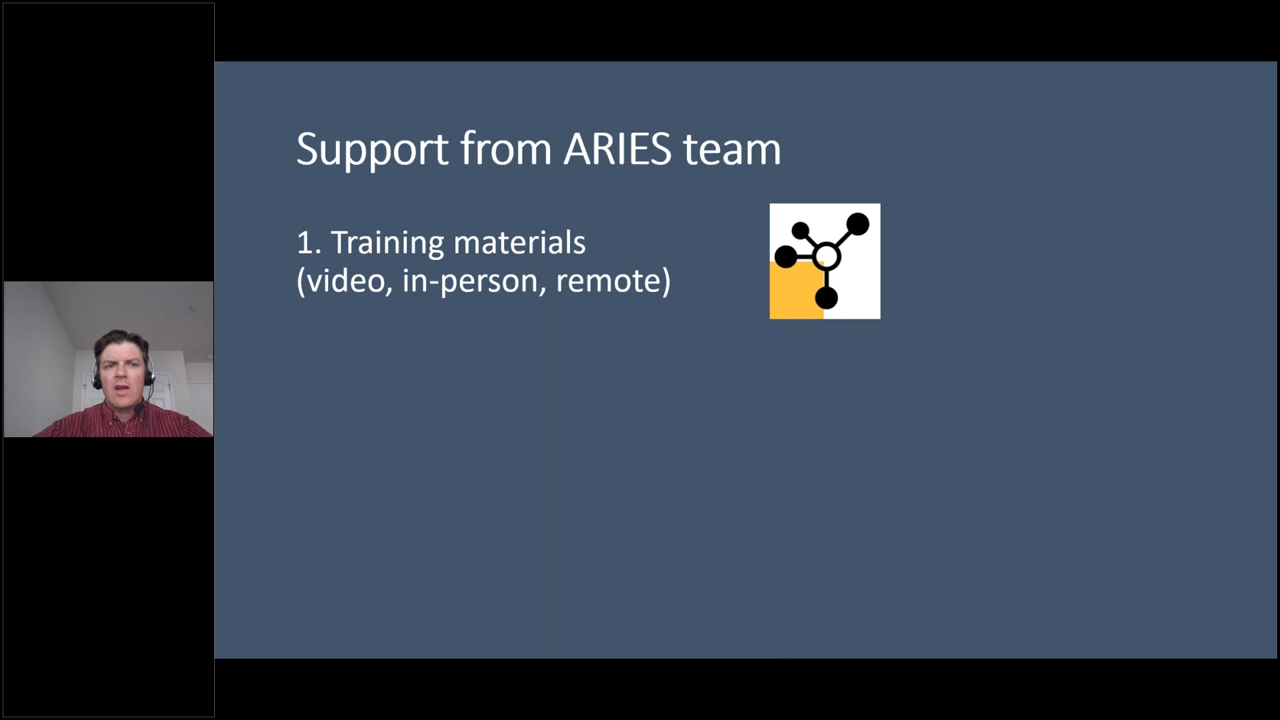 Support from ARIES team
1. Training materials
(video, in-person, remote)